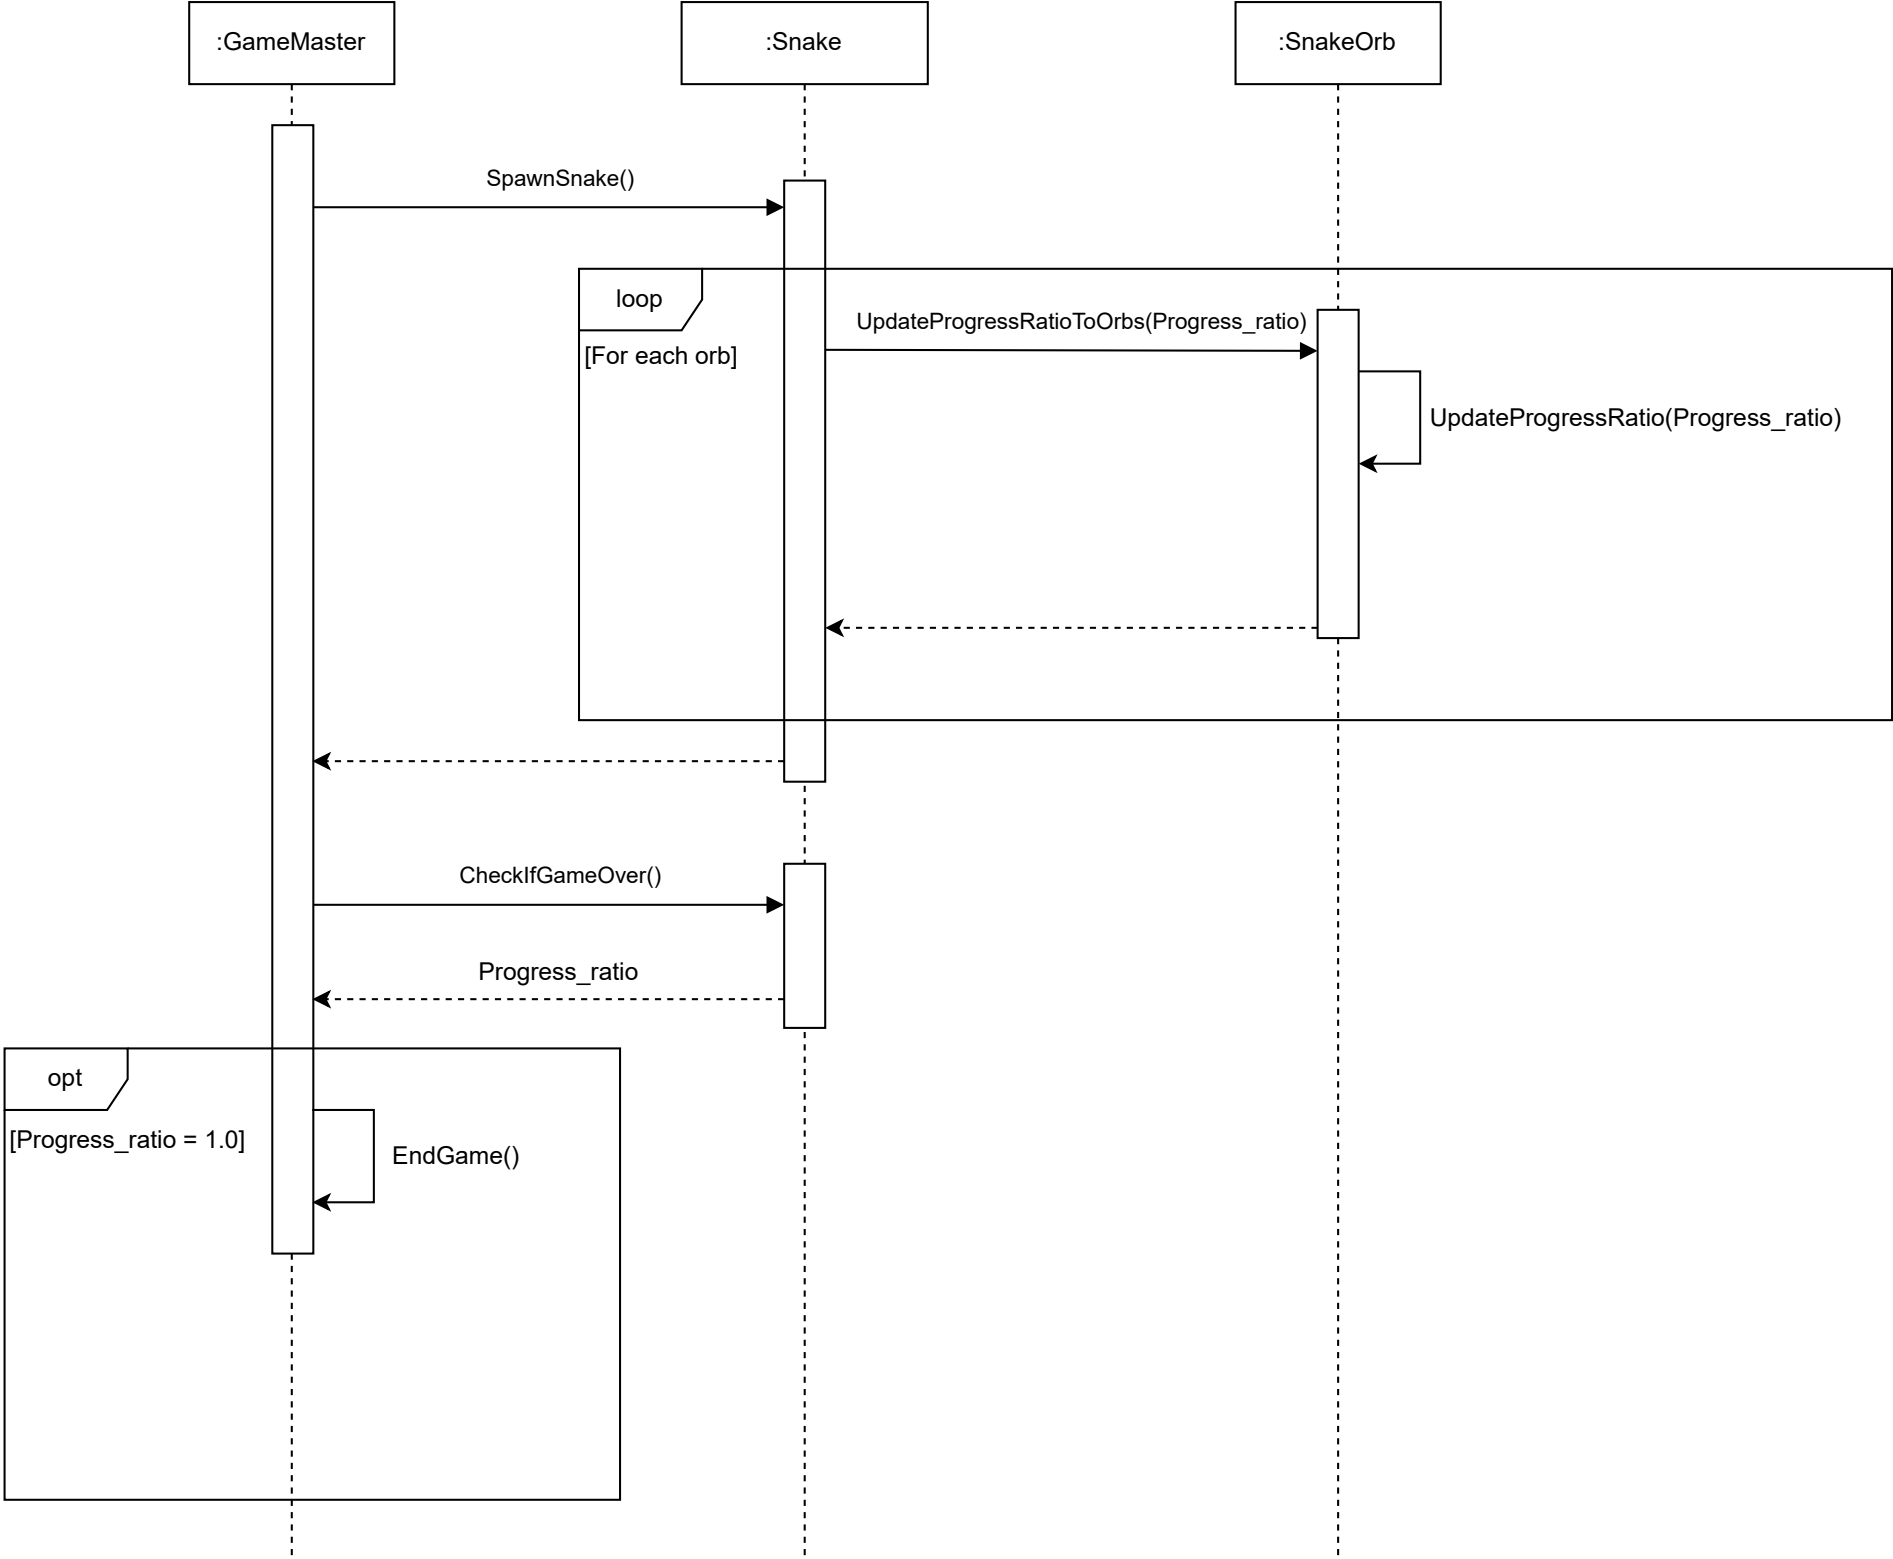 :GameMaster
:Snake
:SnakeOrb
SpawnSnake()
loop
UpdateProgressRatioToOrbs(Progress_ratio)
[For each orb]
UpdateProgressRatio(Progress_ratio)
CheckIfGameOver()
Progress_ratio
opt
[Progress_ratio = 1.0]
EndGame()